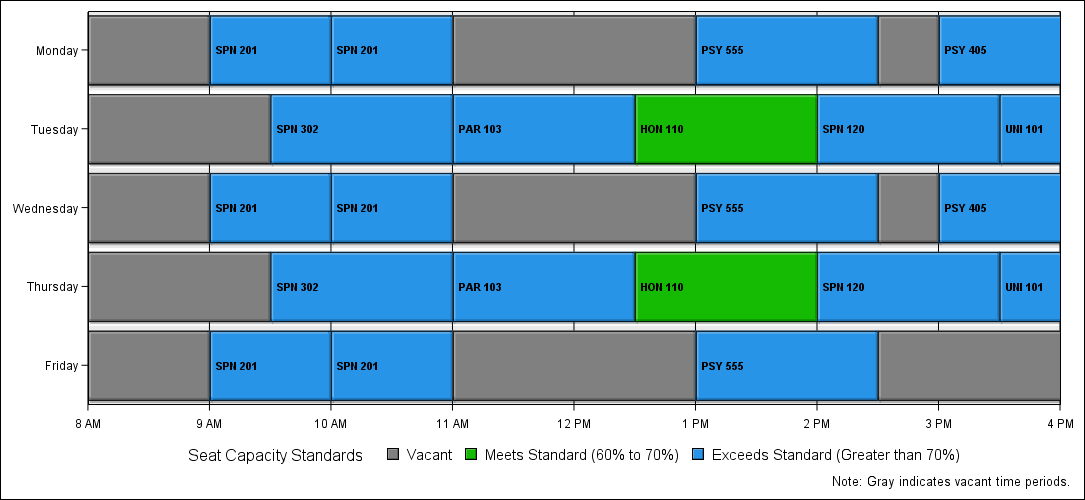 Monday SPN 201 SPN 201 PSY 555 PSY 405
Tuesday SPN 302 PAR 103 HON 110 SPN 120 UNI 101
Wednesday SPN 201 SPN 201 PSY 555 PSY 405
Thursday SPN 302 PAR 103 HON 110 SPN 120 UNI 101
Friday SPN 201 SPN 201 PSY 555
8 AM 9 AM 10 AM 11 AM 12 PM 1 PM 2 PM 3 PM 4 PM
Seat Capacity Standards Vacant Meets Standard (60% to 70%) Exceeds Standard (Greater than 70%)
Note: Gray indicates vacant time periods.